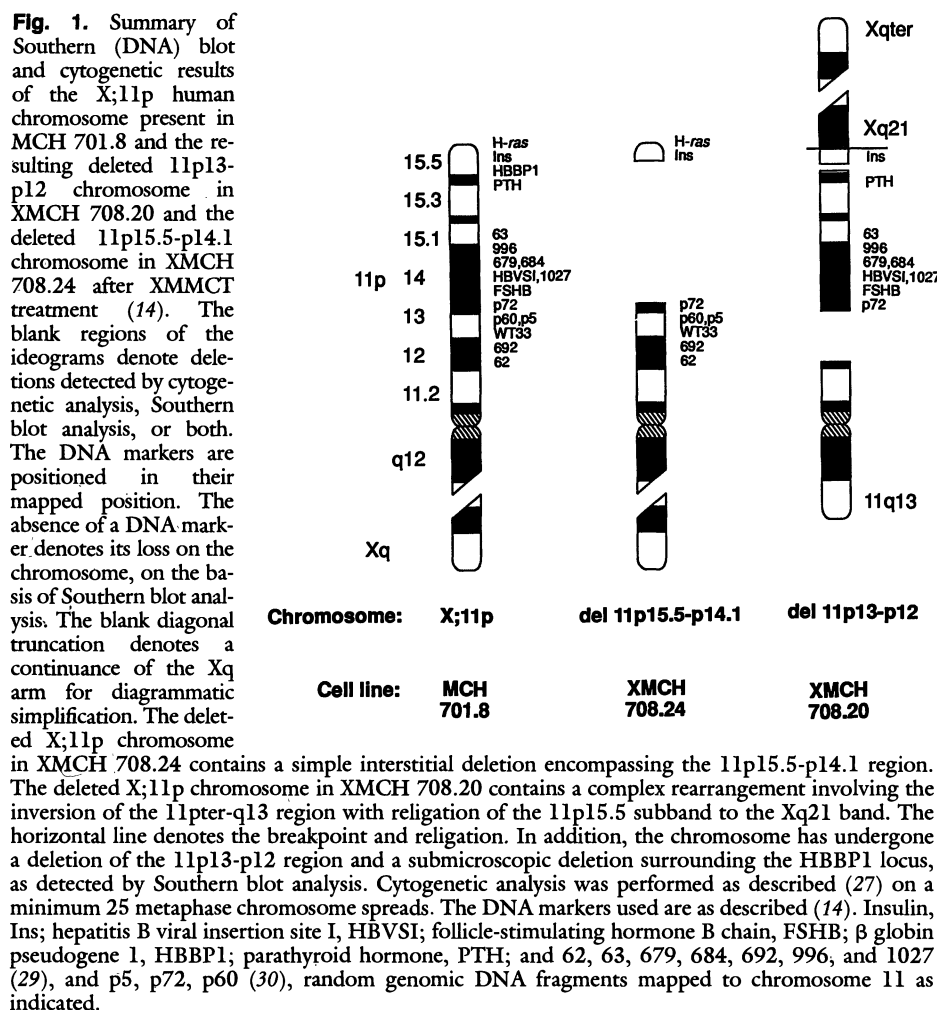 Fig. 1. Summary of
Southern (DNA) blot
and cytogenetic results
of the X;11p human
chromosome present in
MCH 701.8 and the re-
sulting deleted 11p13-
p12 chromosome in
XMCH 708.20 and the
deleted 11p15.5-p14.1
chromosome in XMCH
708.24 after XMMCT
treatment (14). The
blank regions of the
ideograms denote dele-
tions detected by cytoge-
netic analysis, Southern
blot analysis, or both.
The DNA markers are
positioned in their
mapped position. The
absence of a DNA mark-
er denotes its loss on the
chromosome, on the ba-
sis of Southern blot anal-
ysis. The blank diagonal
truncation denotes a
continuance of the Xq
arm for diagrammatic
simplification. The delet-
ed X;11p chromosome
in XMCH 708.24 contains a simple interstitial deletion encompassing the 11p15.5-p14.1 region.
The deleted X;11p chromosome in XMCH 708.20 contains a complex rearrangement involving the
inversion of the 11pter-q13 region with religation of the 11p15.5 subband to the Xq21 band. The
horizontal line denotes the breakpoint and religation. In addition, the chromosome has undergone
a deletion of the 11p13-p12 region and a submicroscopic deletion surrounding the HBBP1 locus,
as detected by Southern blot analysis. Cytogenetic analysis was performed as described (27) on a
minimum 25 metaphase chromosome spreads. The DNA markers used are as described (14). Insulin,
Ins; hepatitis B viral insertion site I, HBVSI; follicle-stimulating hormone B chain, FSHB; β globin
pseudogene 1, HBBP1; parathyroid hormone, PTH; and 62, 63, 679, 684, 692, 996, and 1027
(29), and p5, p72, p60 (30), random genomic DNA fragments mapped to chromosome 11 as
indicated.
11p
15.5
15.3
15.1
14
13
12
11.2
q12
Xq
H-ras
Ins
HBBP1
PTH
63
996
679,684
HBVSI,1027
FSHB
p72
p60,p5
WT33
692
62
H-ras
Ins
p72
p60,p5
WT33
692
62
Xqter
Xq21
Ins
PTH
63
996
679,684
HBVSI,1027
FSHB
p72
11q13
Chromosome: X;11p del 11p15.5-p14.1 del 11p13-p12
Cell line: MCH XMCH XMCH
701.8 708.24 708.20